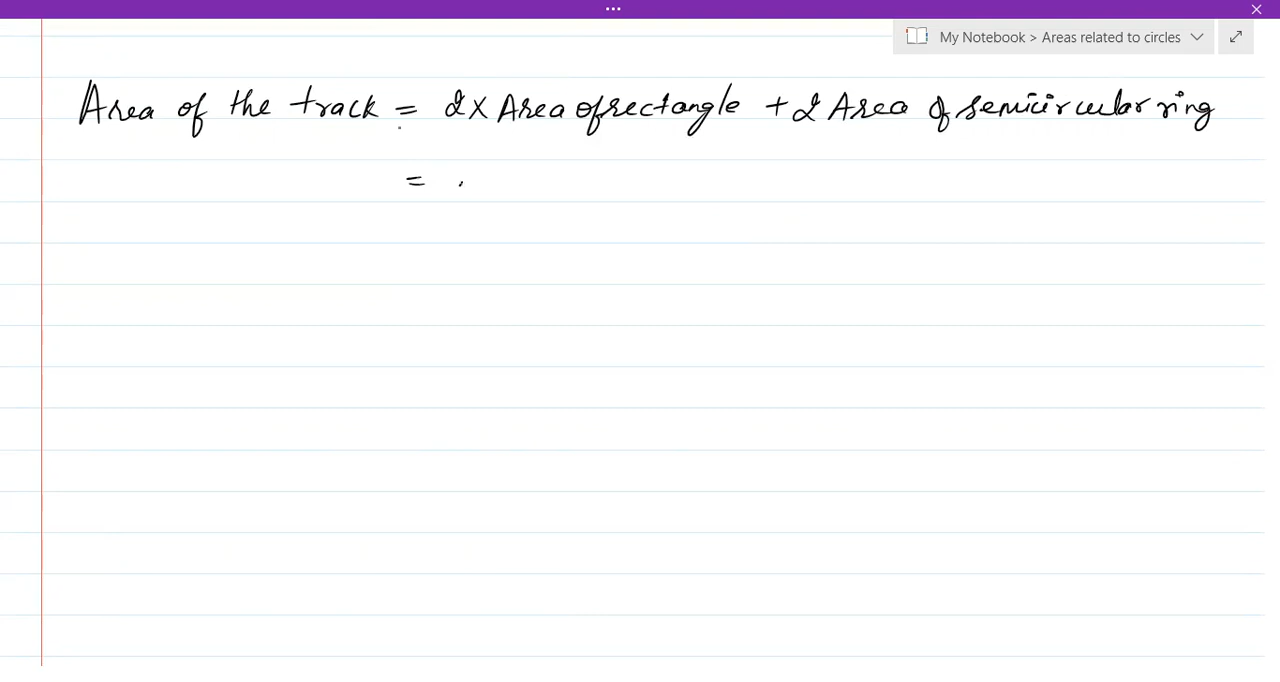 My Notebook > Areas related to circles
Area of the track = 2 × Area of rectangle + 2 Area of semicircular ring
=